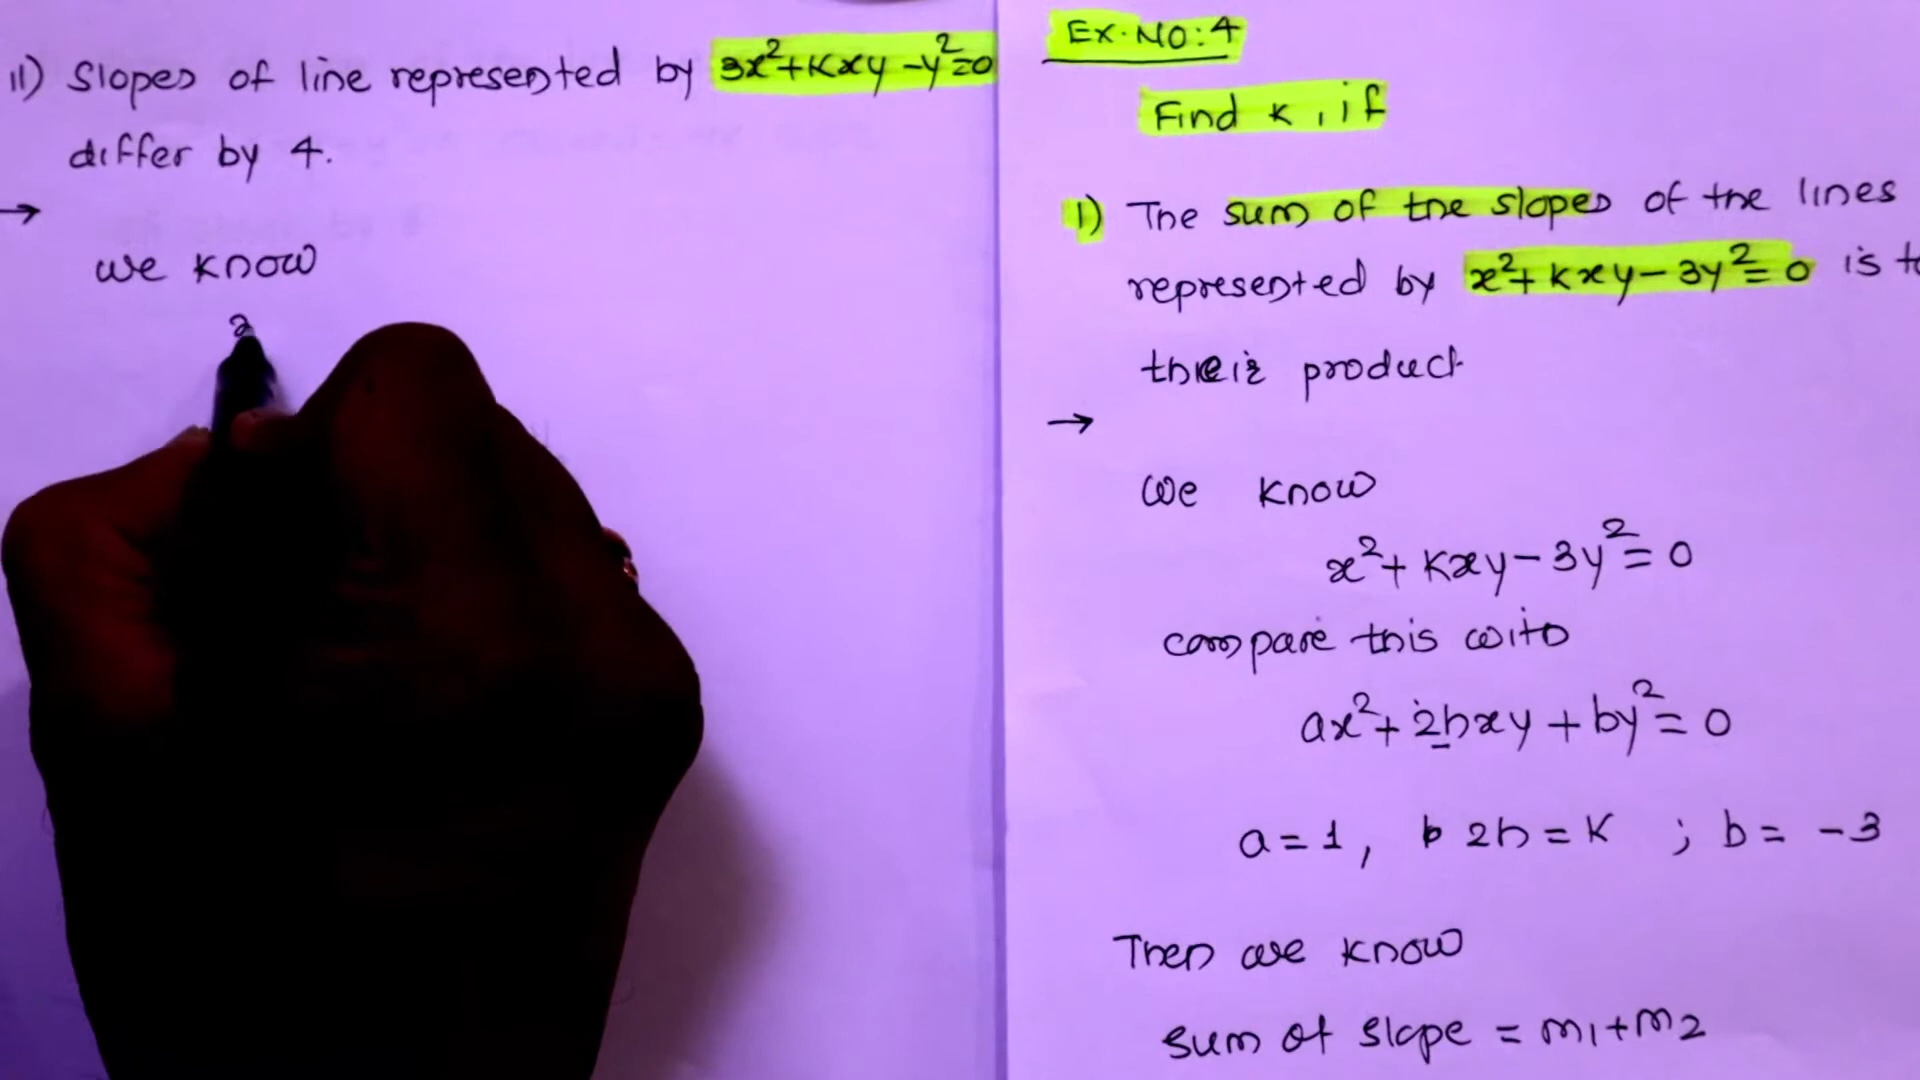 II) Slopes of line represented by 3x²+Kxy-y²=0
differ by 4.
→
we know
Ex. NO: 4
Find K, if
I) The sum of the slopes of the lines
represented by x²+kxy-3y²=0 is
their product
→
We know
x²+Kxy-3y²=0
compare this with
ax²+2hxy+by²=0
a=1, b 2h=K ; b=-3
Then we know
sum of slope = m₁+m₂